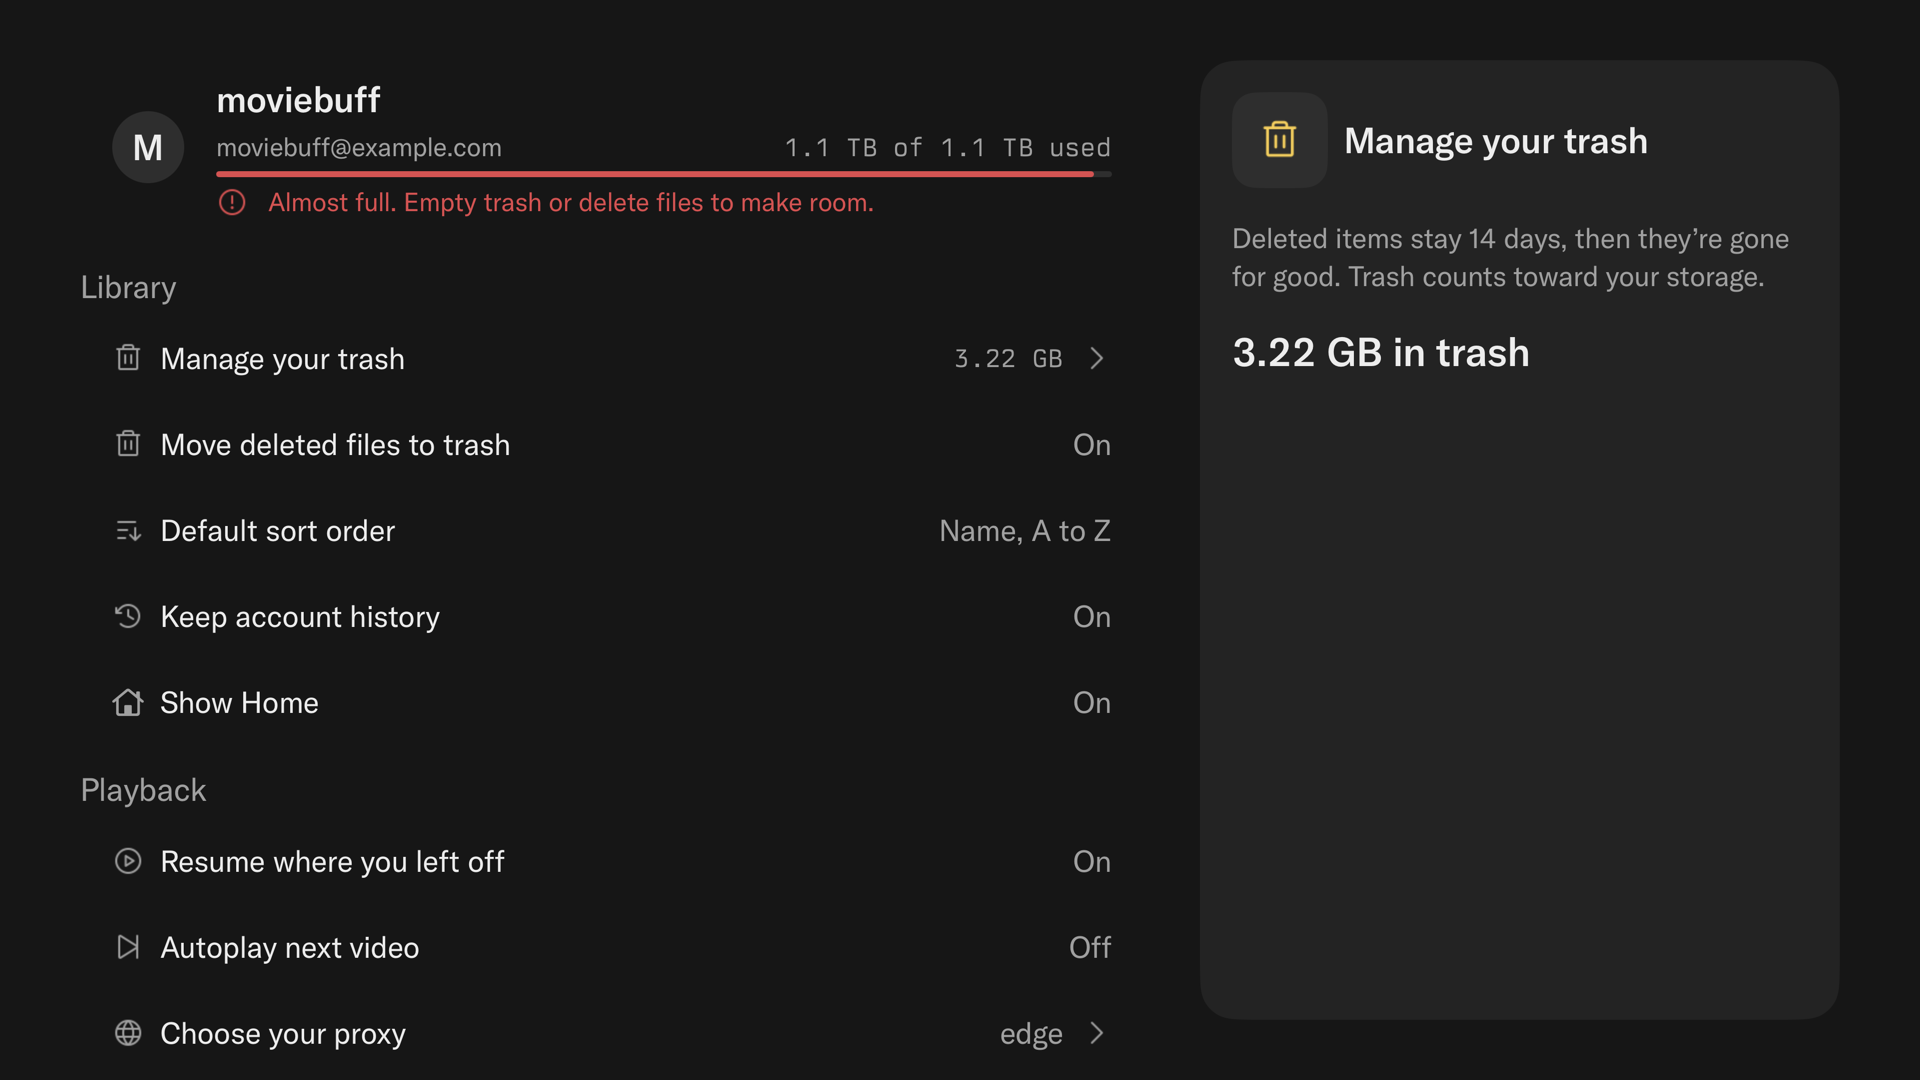 M
moviebuff
moviebuff@example.com
1.1 TB of 1.1 TB used
Almost full. Empty trash or delete files to make room.
Library
Manage your trash
3.22 GB
Move deleted files to trash
On
Default sort order
Name, A to Z
Keep account history
On
Show Home
On
Playback
Resume where you left off
On
Autoplay next video
Off
Choose your proxy
edge
Manage your trash
Deleted items stay 14 days, then they’re gone
for good. Trash counts toward your storage.
3.22 GB in trash